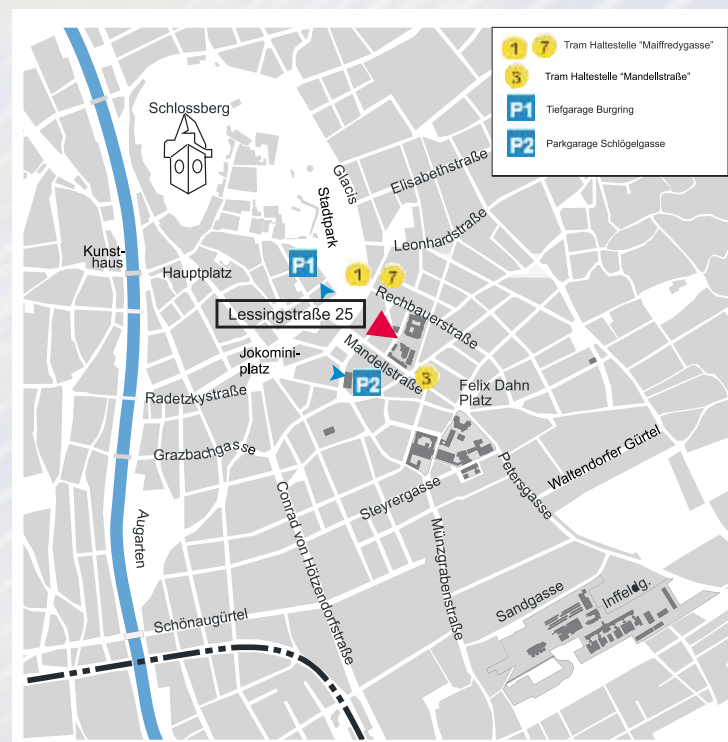 1 7 Tram Haltestelle "Maiffredygasse"
3 Tram Haltestelle "Mandellstraße"
P1 Tiefgarage Burgring
P2 Parkgarage Schlögelgasse
Schlossberg
Glacis
Elisabethstraße
Stadtpark
Leonhardstraße
Kunst-
haus
Hauptplatz
P1
1 7
Rechbauerstraße
Lessingstraße 25
Mandellstraße
Jokomini-
platz
P2
3
Felix Dahn
Platz
Radetzkystraße
Grazbachgasse
Waltendorfer Gürtel
Petersgasse
Steyrergasse
Conrad von Hötzendorfstraße
Münzgrabenstraße
Augarten
Sandgasse
Inffeldg.
Schönaugürtel